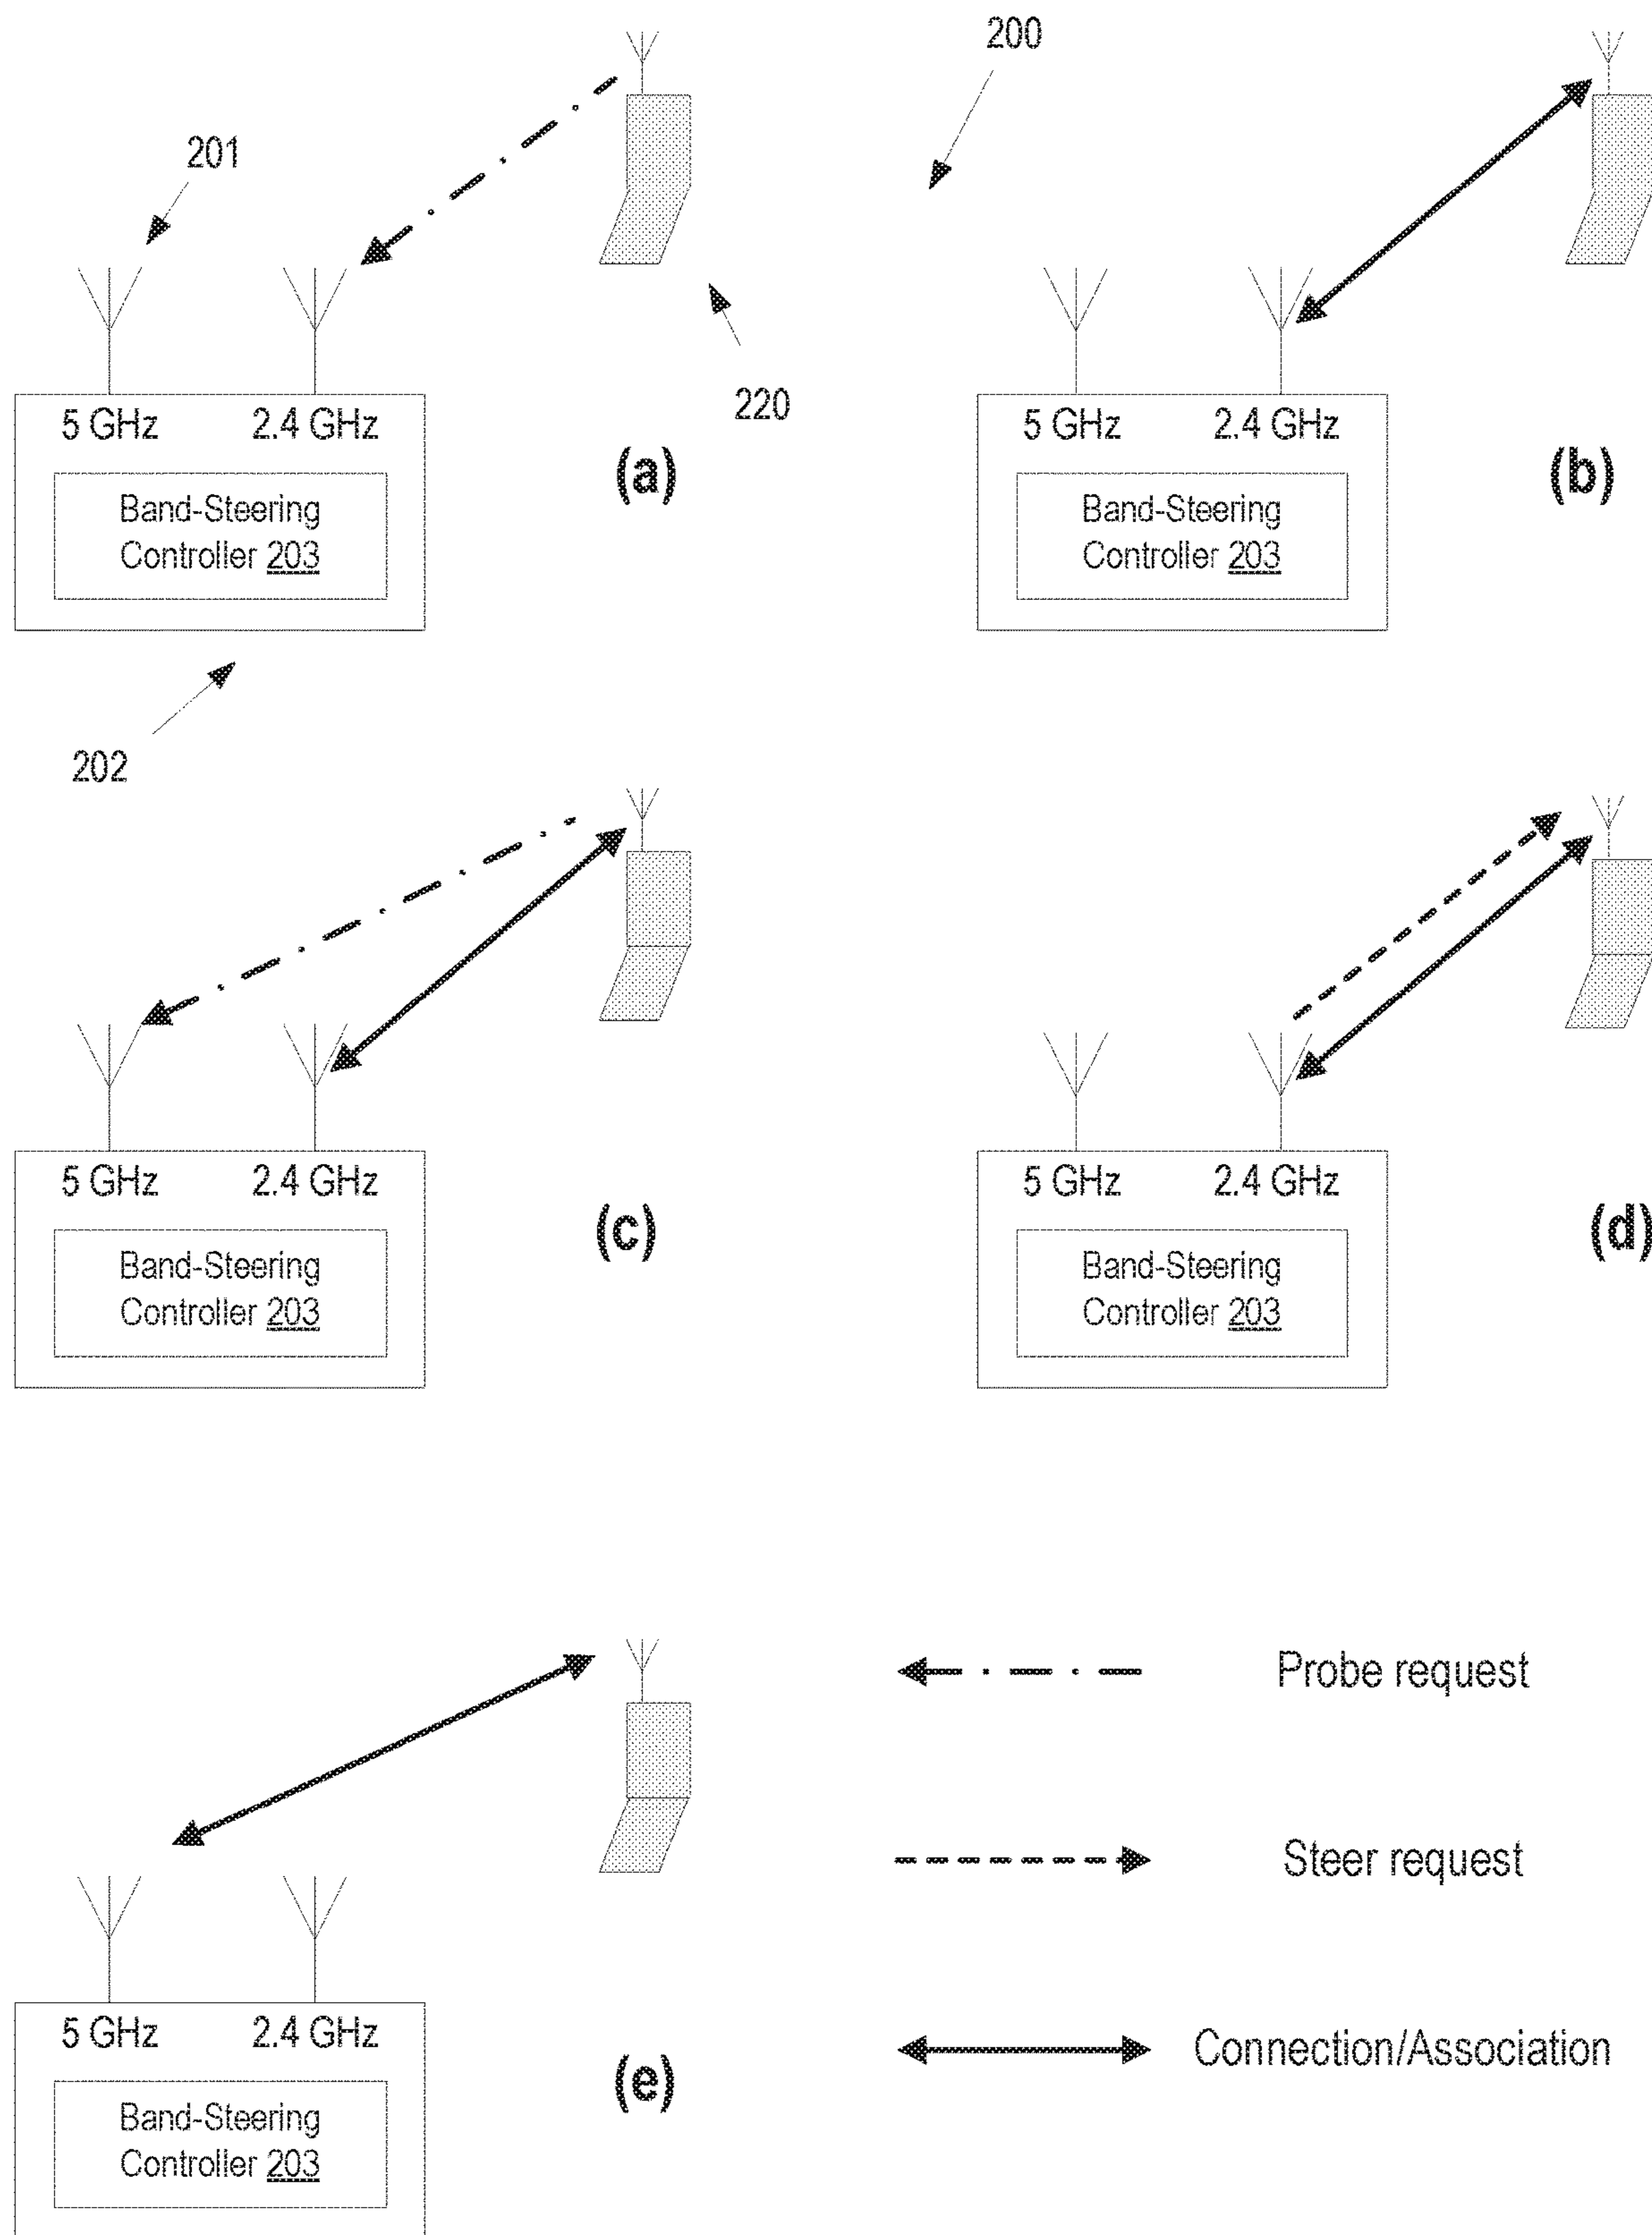 200
201
220
5 GHz 2.4 GHz
Band-Steering
Controller 203
(a)
5 GHz 2.4 GHz
Band-Steering
Controller 203
(b)
202
5 GHz 2.4 GHz
Band-Steering
Controller 203
(c)
5 GHz 2.4 GHz
Band-Steering
Controller 203
(d)
Probe request
Steer request
Connection/Association
5 GHz 2.4 GHz
Band-Steering
Controller 203
(e)